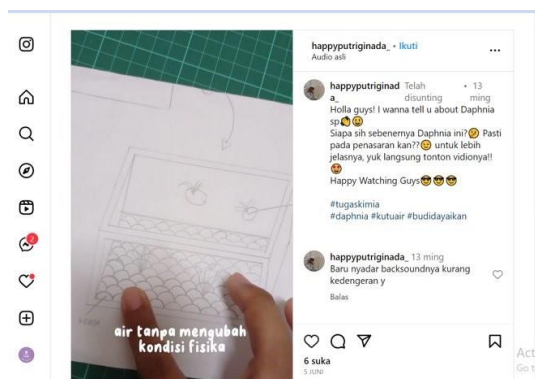 happyputriginada_ • Ikuti
Audio asli
happyputriginad Telah • 13
a_ disunting ming
Holla guys! I wanna tell u about Daphnia
sp
Siapa sih sebenernya Daphnia ini? Pasti
pada penasaran kan?? untuk lebih
jelasnya, yuk langsung tonton vidionya!!
Happy Watching Guys
#tugaskimia
#daphnia #kutuair #budidayaikan
happyputriginada_ 13 ming
Baru nyadar backsoundnya kurang
kedengeran y
Balas
2
air tanpa mengubah
kondisi fisika
6 suka
5 JUNI
Act
Go t